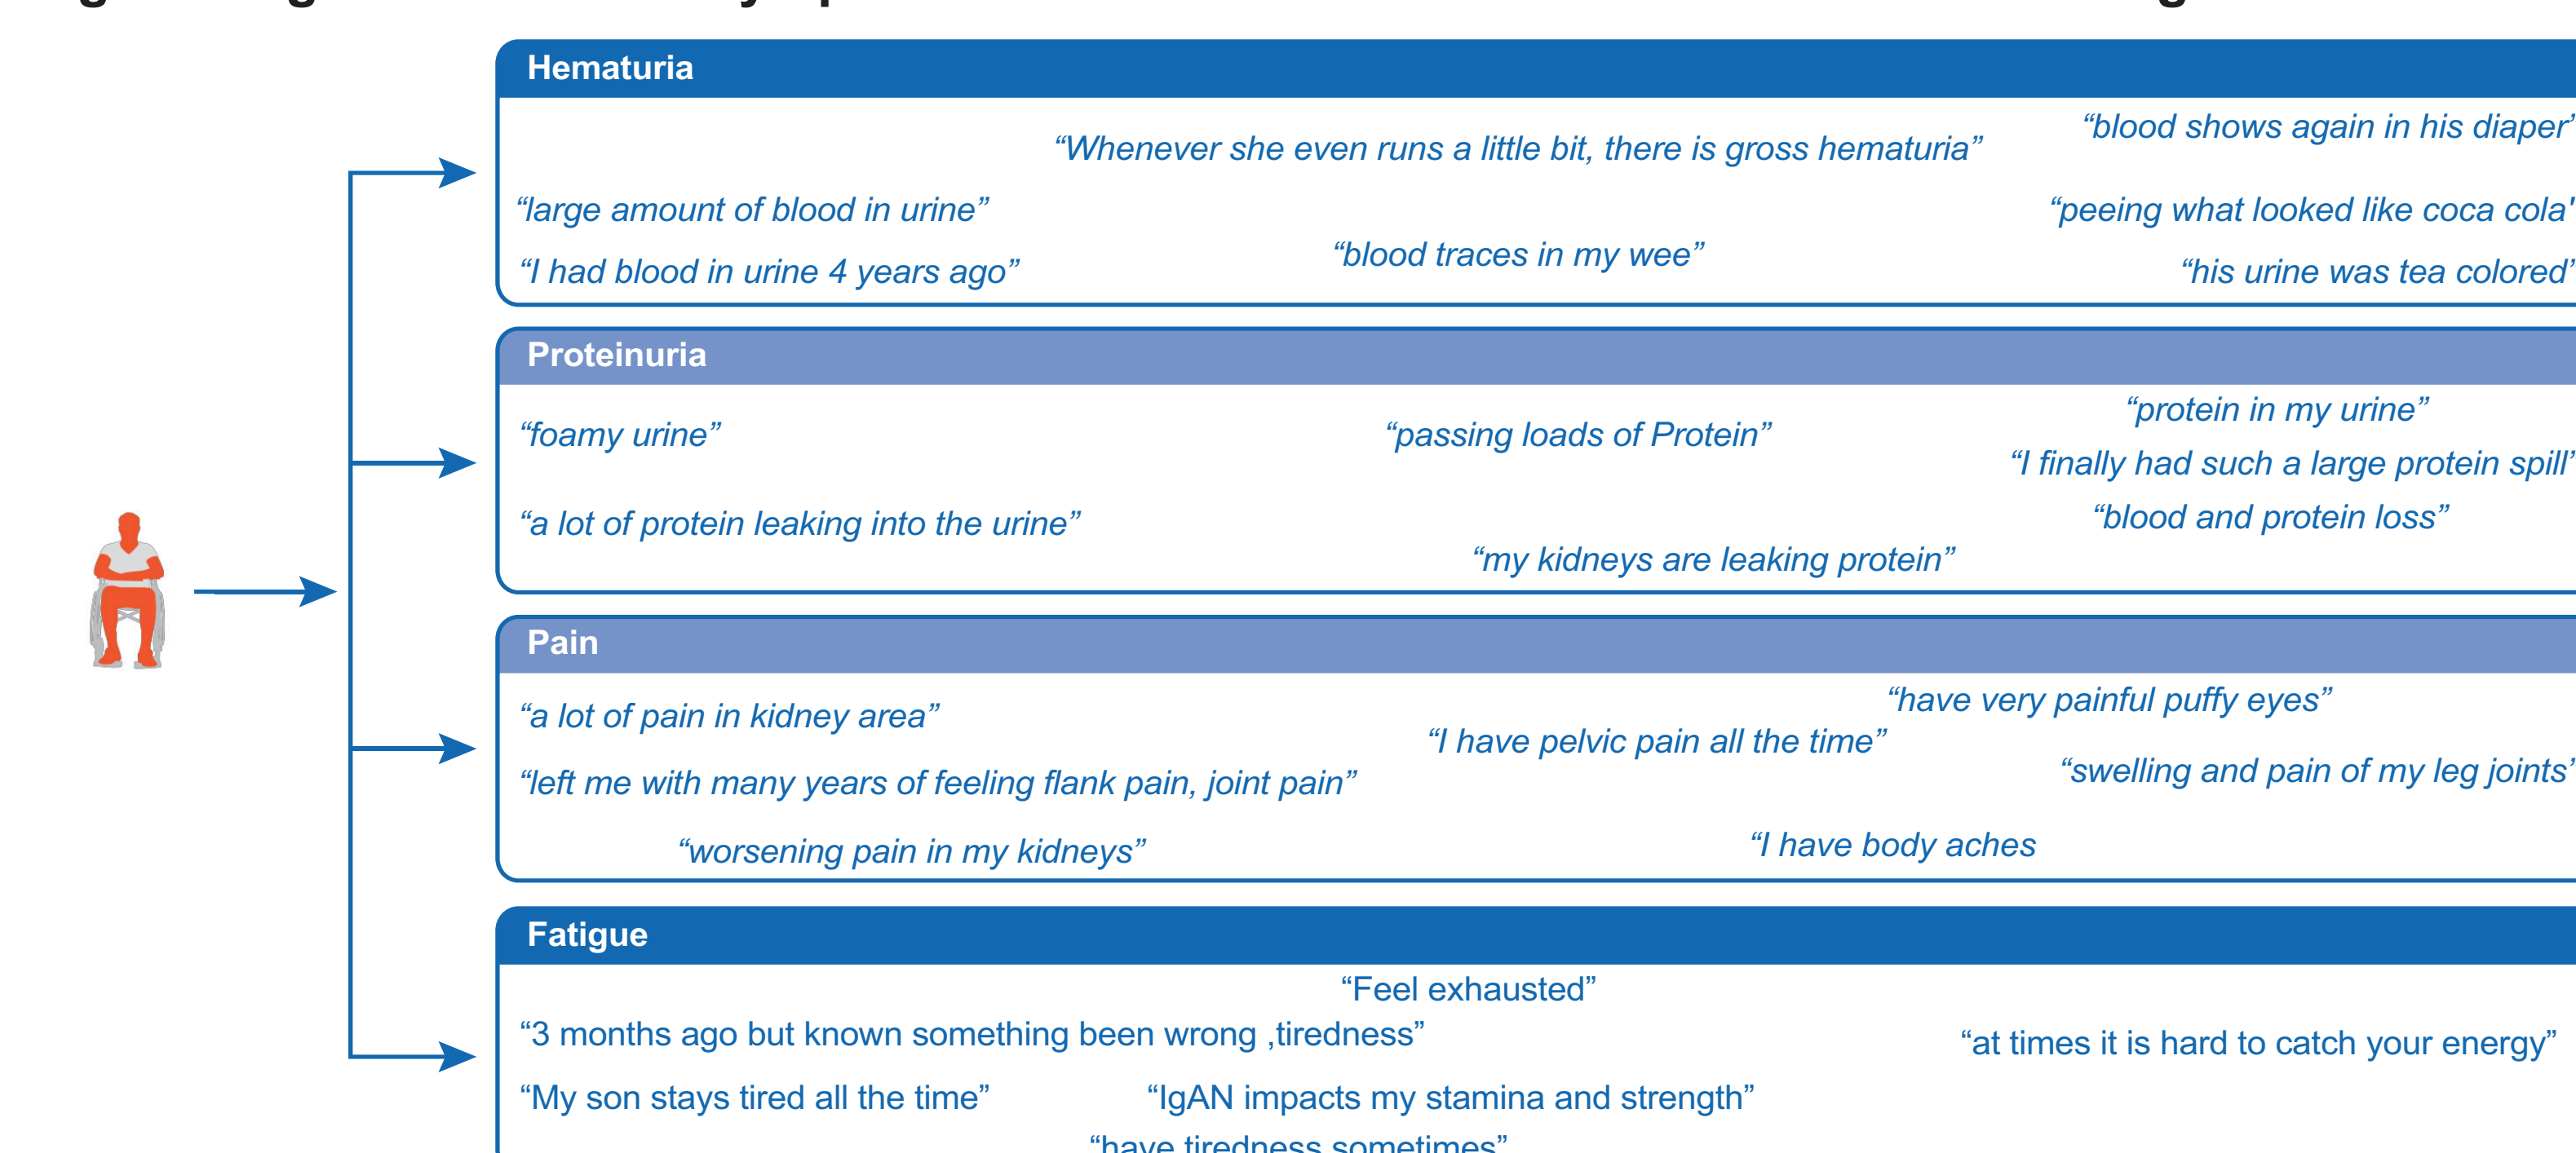 Hematuria
“blood shows again in his diaper’
“Whenever she even runs a little bit, there is gross hematuria”
“large amount of blood in urine”
“peeing what looked like coca cola'
“blood traces in my wee”
“I had blood in urine 4 years ago”
“his urine was tea colored’
Proteinuria
“protein in my urine”
“foamy urine”
“passing loads of Protein”
“I finally had such a large protein spill’
“a lot of protein leaking into the urine”
“blood and protein loss”
“my kidneys are leaking protein”
Pain
“have very painful puffy eyes”
“a lot of pain in kidney area”
“I have pelvic pain all the time”
“swelling and pain of my leg joints’
“left me with many years of feeling flank pain, joint pain”
“worsening pain in my kidneys”
“I have body aches
Fatigue
“Feel exhausted”
“3 months ago but known something been wrong ,tiredness”
“at times it is hard to catch your energy”
“My son stays tired all the time”
“IgAN impacts my stamina and strength”
“have tiredness sometimes”